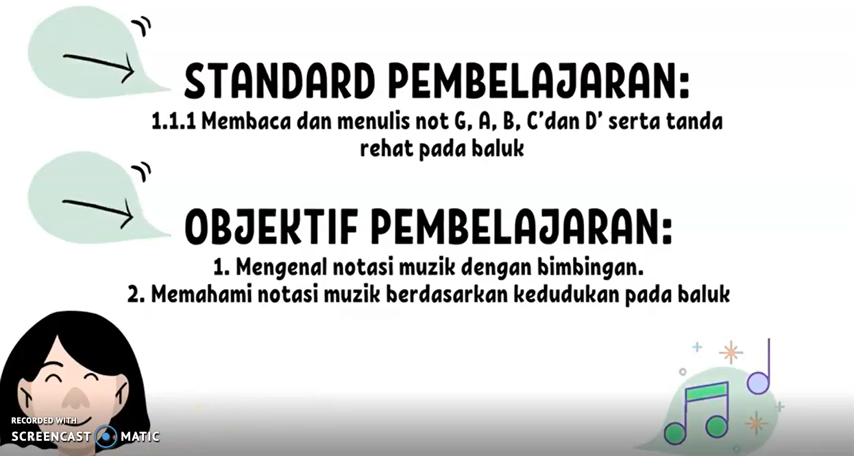 STANDARD PEMBELAJARAN:
1.1.1 Membaca dan menulis not G, A, B, C'dan D' serta tanda
rehat pada baluk
OBJEKTIF PEMBELAJARAN:
1. Mengenal notasi muzik dengan bimbingan.
2. Memahami notasi muzik berdasarkan kedudukan pada baluk
RECORDED WITH
SCREENCAST MATIC